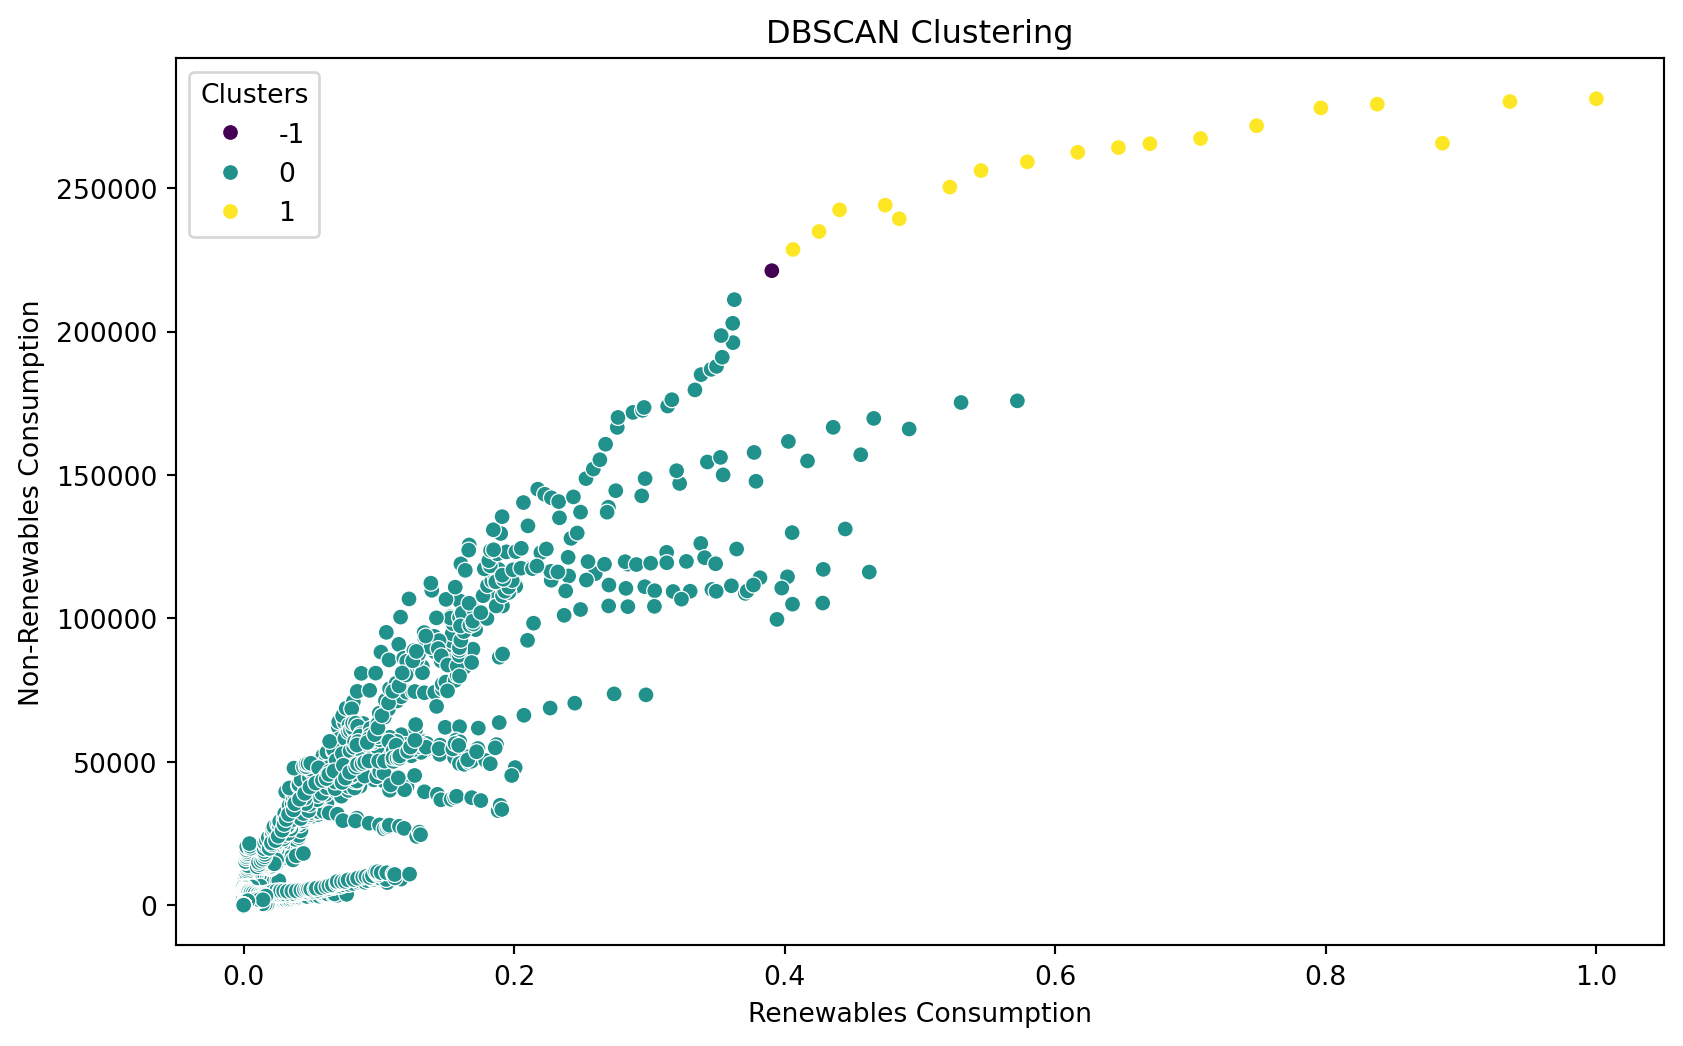 DBSCAN Clustering
Clusters
-1
0
1
250000
200000
150000
100000
50000
0
Non-Renewables Consumption
0.0 0.2 0.4 0.6 0.8 1.0
Renewables Consumption